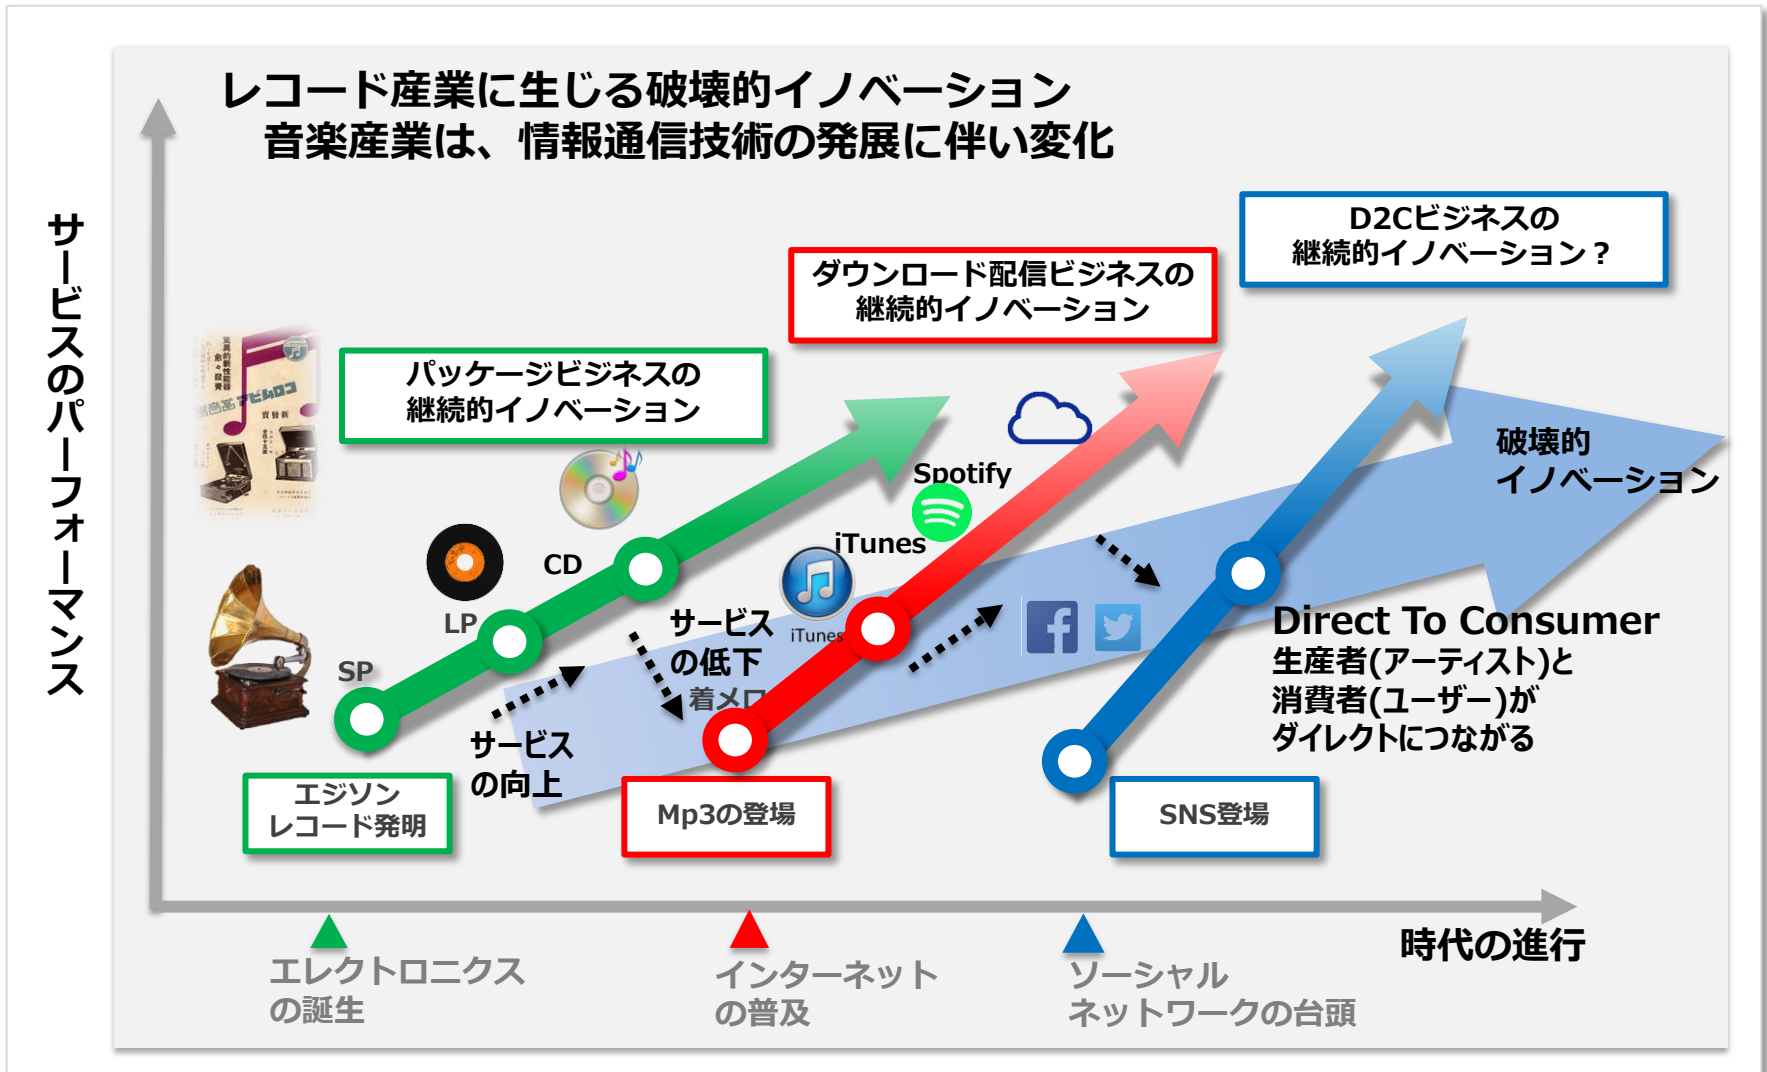 レコード産業に生じる破壊的イノベーション
音楽産業は、情報通信技術の発展に伴い変化
サービスのパーフォーマンス
D2Cビジネスの
継続的イノベーション？
ダウンロード配信ビジネスの
継続的イノベーション
パッケージビジネスの
継続的イノベーション
破壊的
イノベーション
Spotify
iTunes
iTunes
CD
LP
SP
サービス
の低下
着メロ
サービス
の向上
Direct To Consumer
生産者(アーティスト)と
消費者(ユーザー)が
ダイレクトにつながる
エジソン
レコード発明
Mp3の登場
SNS登場
時代の進行
エレクトロニクス
の誕生
インターネット
の普及
ソーシャル
ネットワークの台頭